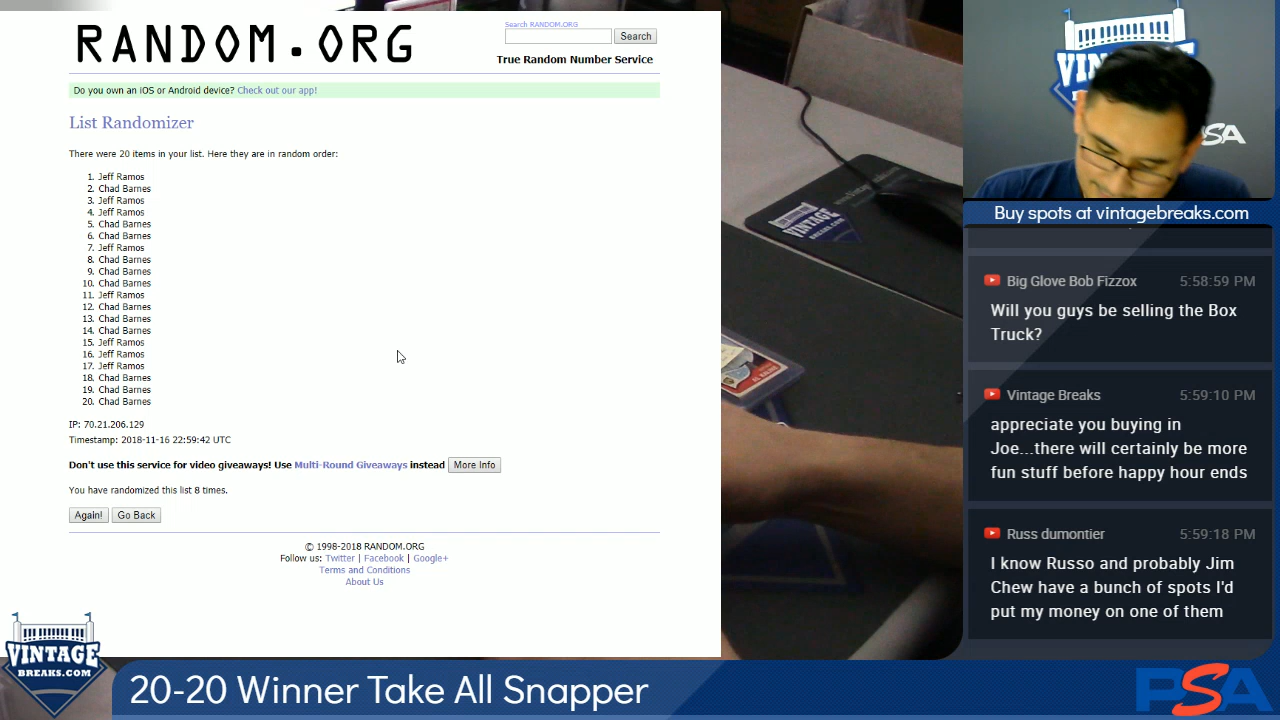 RANDOM.ORG
Search RANDOM.ORG
Search
True Random Number Service
Do you own an iOS or Android device? Check out our app!
List Randomizer
There were 20 items in your list. Here they are in random order:
1. Jeff Ramos
2. Chad Barnes
3. Jeff Ramos
4. Jeff Ramos
5. Chad Barnes
6. Chad Barnes
7. Jeff Ramos
8. Chad Barnes
9. Chad Barnes
10. Chad Barnes
11. Jeff Ramos
12. Chad Barnes
13. Chad Barnes
14. Chad Barnes
15. Jeff Ramos
16. Jeff Ramos
17. Jeff Ramos
18. Chad Barnes
19. Chad Barnes
20. Chad Barnes
IP: 70.21.206.129
Timestamp: 2018-11-16 22:59:42 UTC
Don't use this service for video giveaways! Use Multi-Round Giveaways instead More Info
You have randomized this list 8 times.
Again! Go Back
© 1998-2018 RANDOM.ORG
Follow us: Twitter | Facebook | Google+
Terms and Conditions
About Us
VINTAGE
PSA
Buy spots at vintagebreaks.com
Big Glove Bob Fizzox 5:58:59 PM
Will you guys be selling the Box
Truck?
Vintage Breaks 5:59:10 PM
appreciate you buying in
Joe...there will certainly be more
fun stuff before happy hour ends
Russ dumontier 5:59:18 PM
I know Russo and probably Jim
Chew have a bunch of spots I'd
put my money on one of them
VINTAGE
BREAKS.COM
20-20 Winner Take All Snapper
PSA